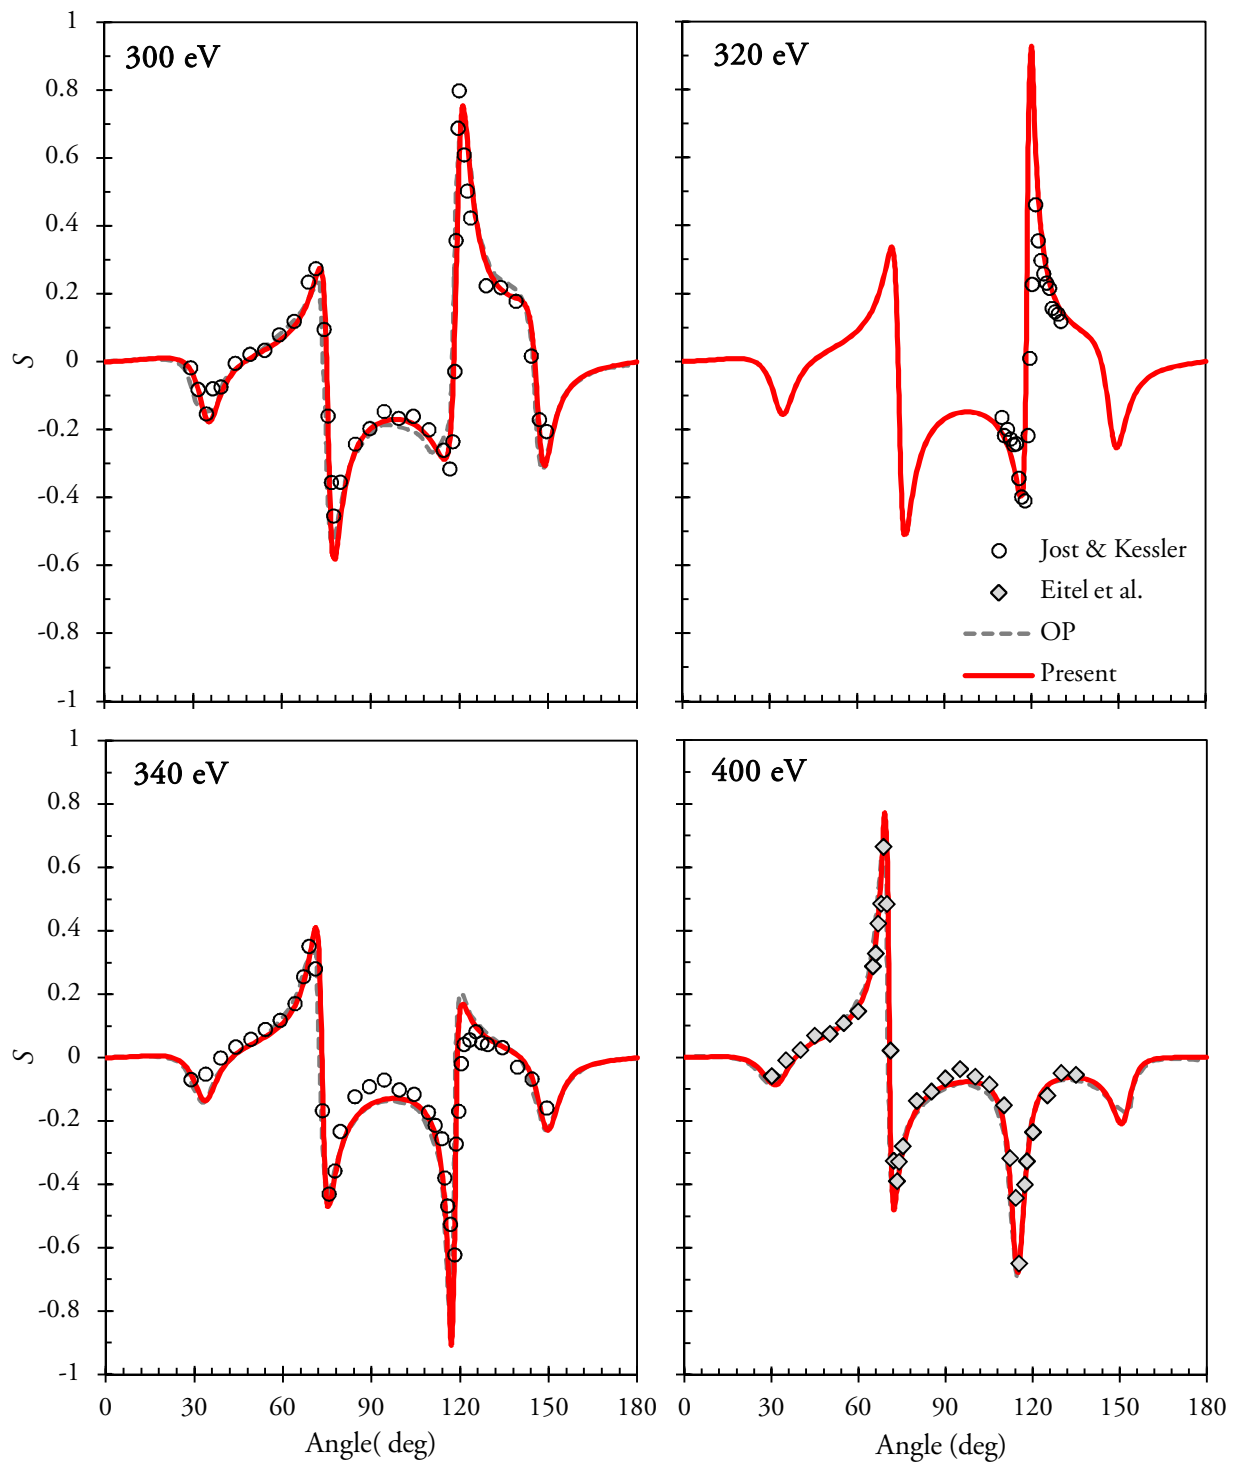 300 eV
320 eV
1
0.8
0.6
0.4
0.2
0
-0.2
-0.4
-0.6
-0.8
-1
S
Jost & Kessler
Eitel et al.
OP
Present
340 eV
400 eV
1
0.8
0.6
0.4
0.2
0
-0.2
-0.4
-0.6
-0.8
-1
S
0 30 60 90 120 150 180
0 30 60 90 120 150 180
Angle( deg)
Angle (deg)